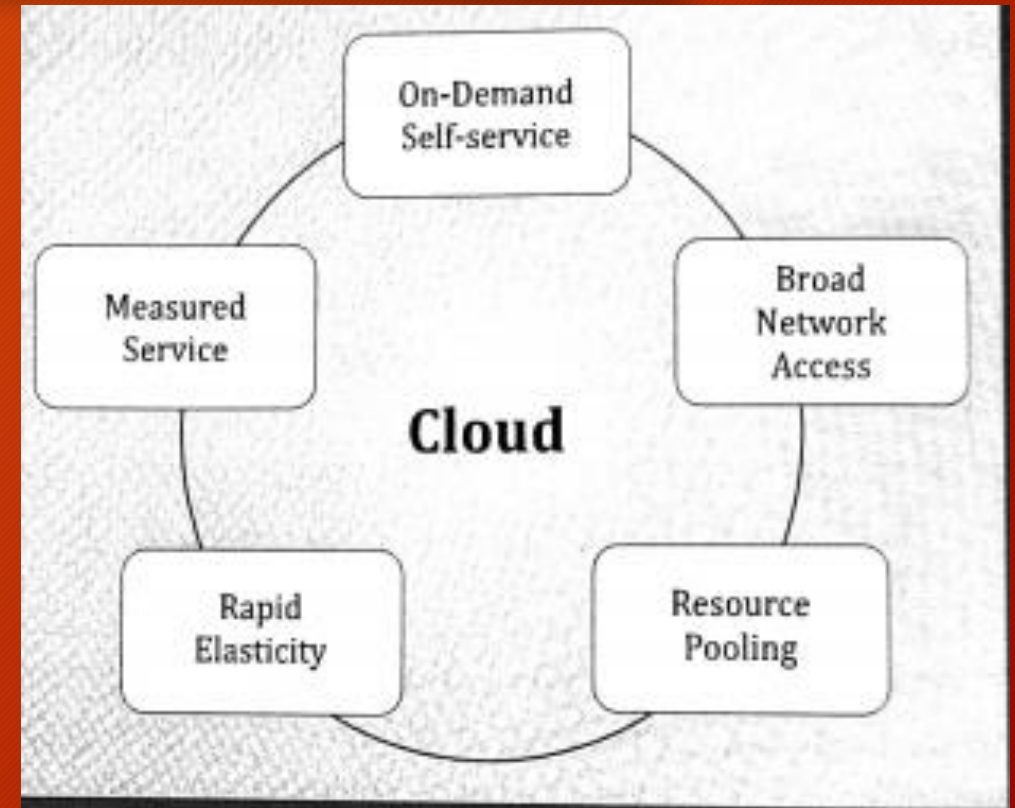 On-Demand
Self-service
Broad
Network
Access
Measured
Service
Cloud
Rapid
Elasticity
Resource
Pooling